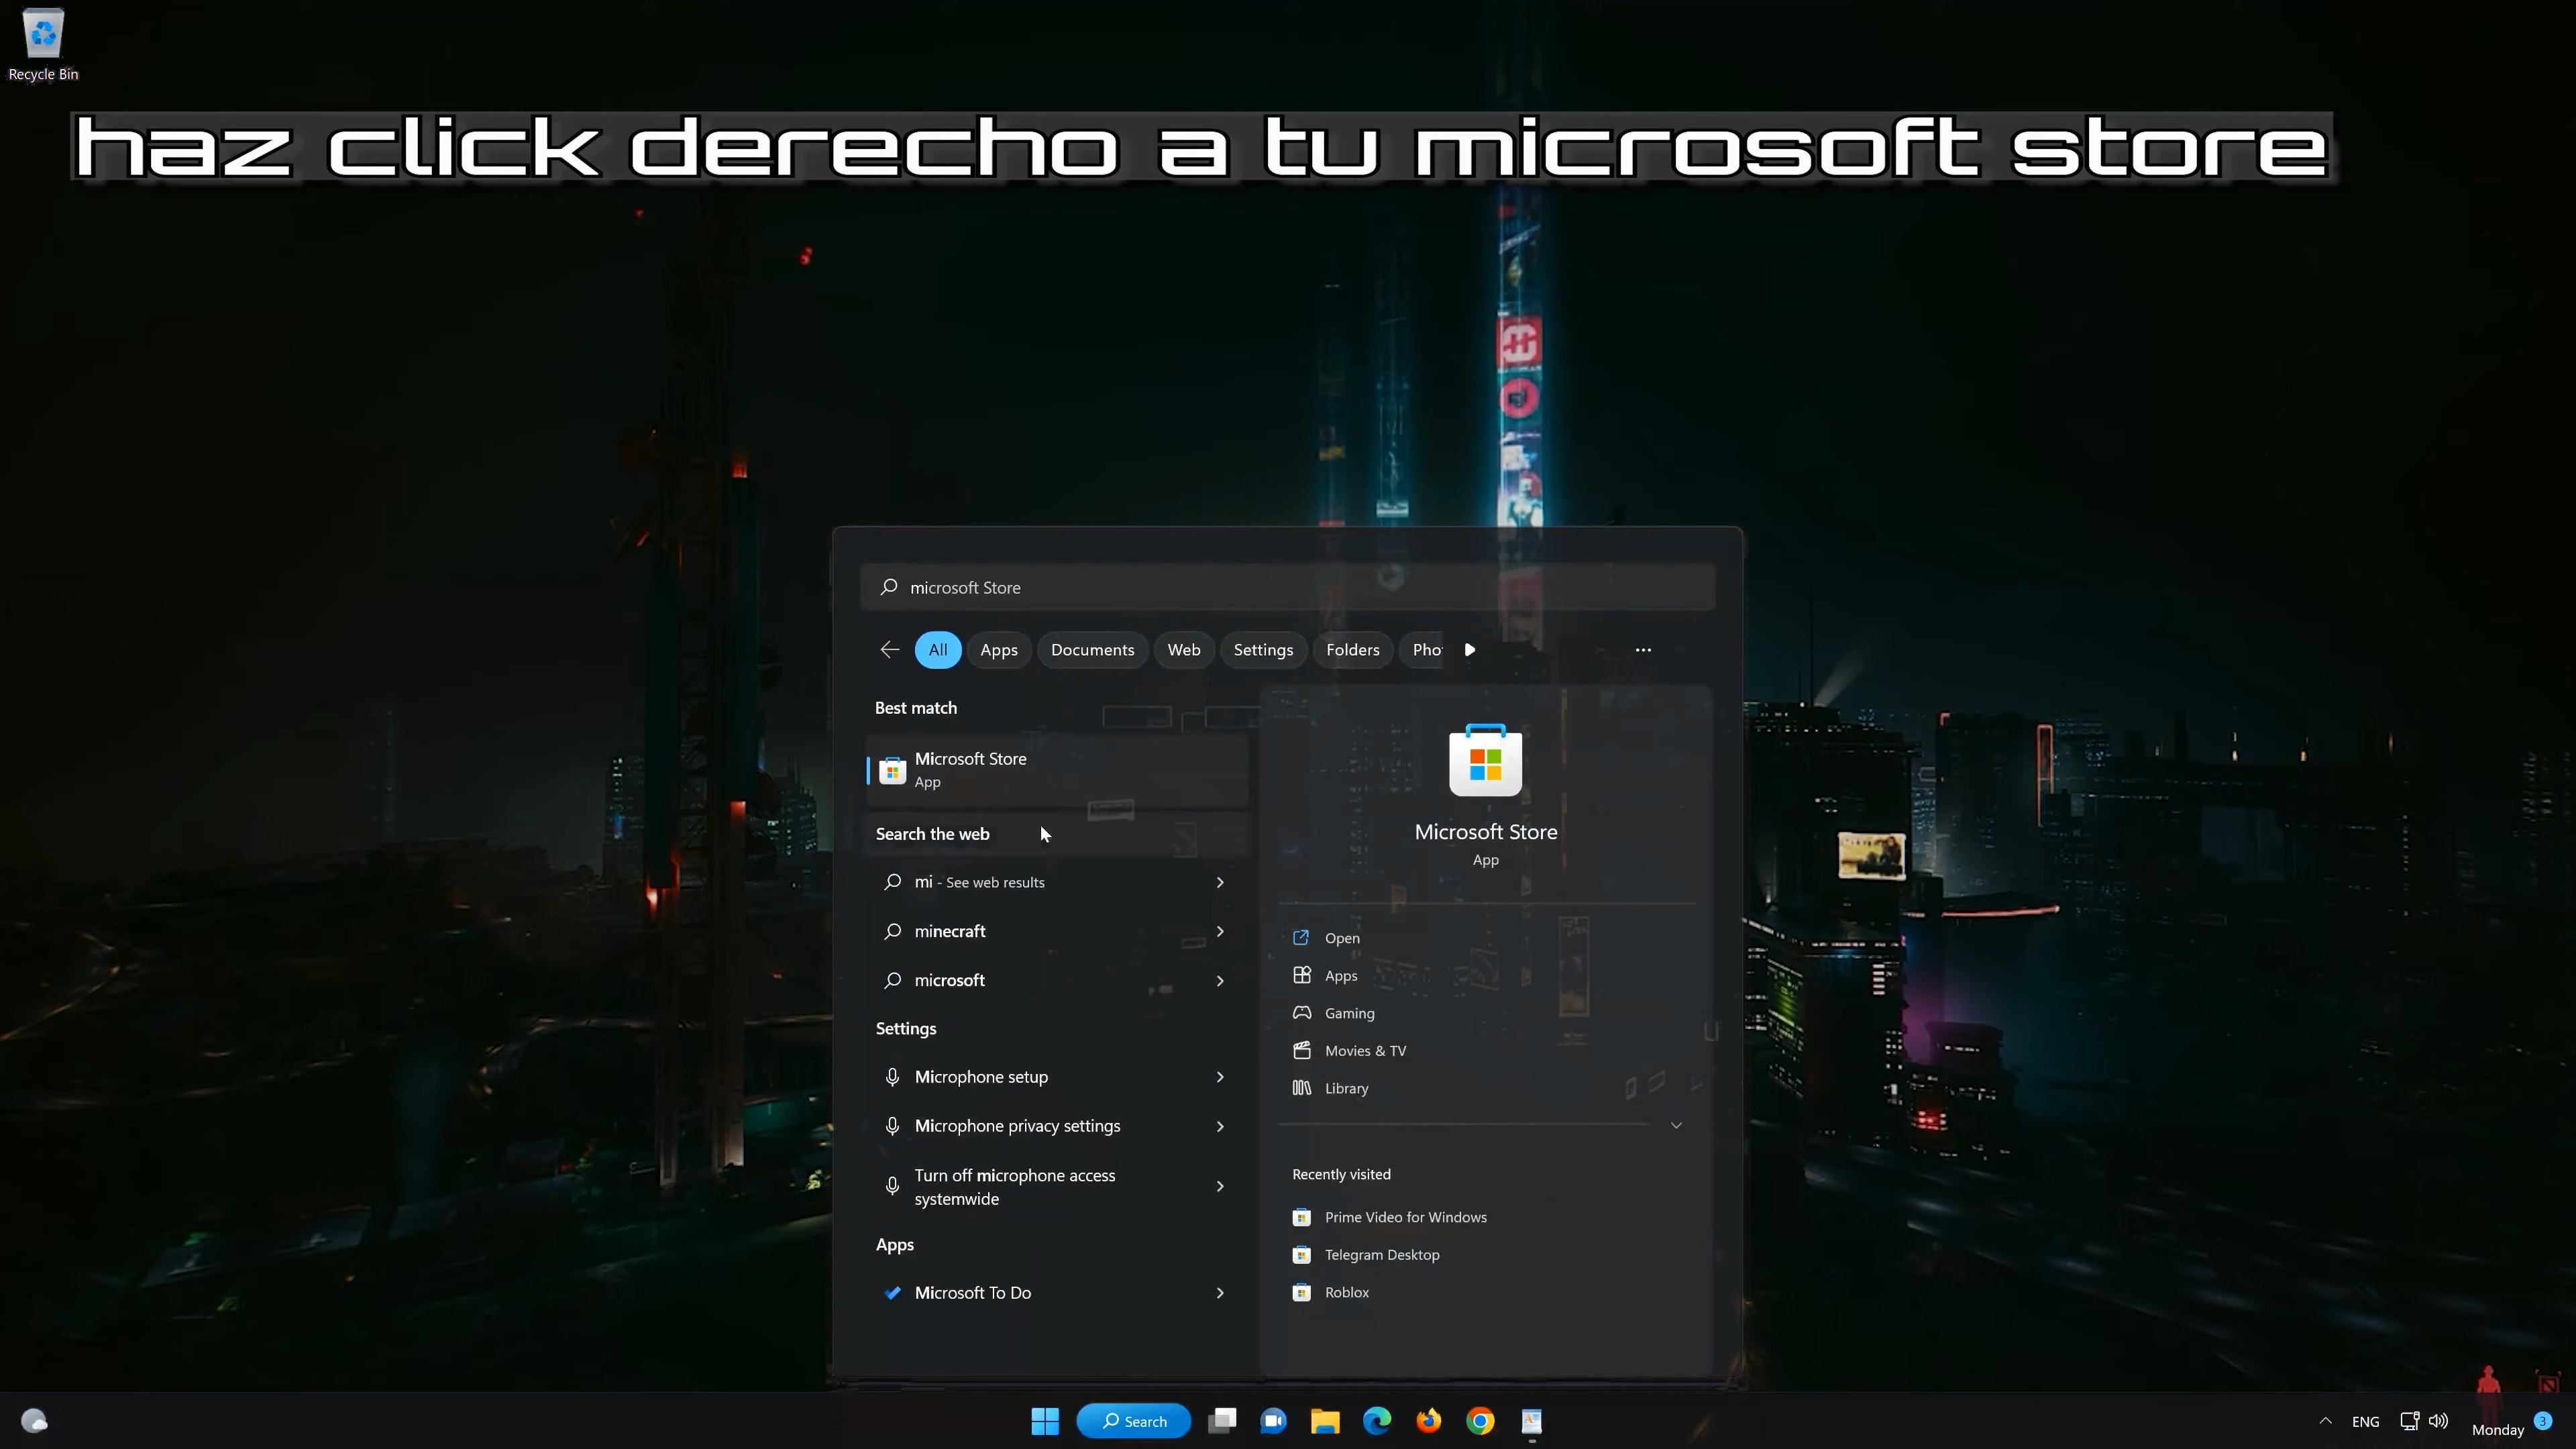 Recycle Bin
haz click derecho a tu microsoft store
microsoft Store
All Apps Documents Web Settings Folders Pho
Best match
Microsoft Store
App
Search the web
mi - See web results
minecraft
microsoft
Settings
Microphone setup
Microphone privacy settings
Turn off microphone access
systemwide
Apps
Microsoft To Do
Microsoft Store
App
Open
Apps
Gaming
Movies & TV
Library
Recently visited
Prime Video for Windows
Telegram Desktop
Roblox
Search
ENG
Monday
3